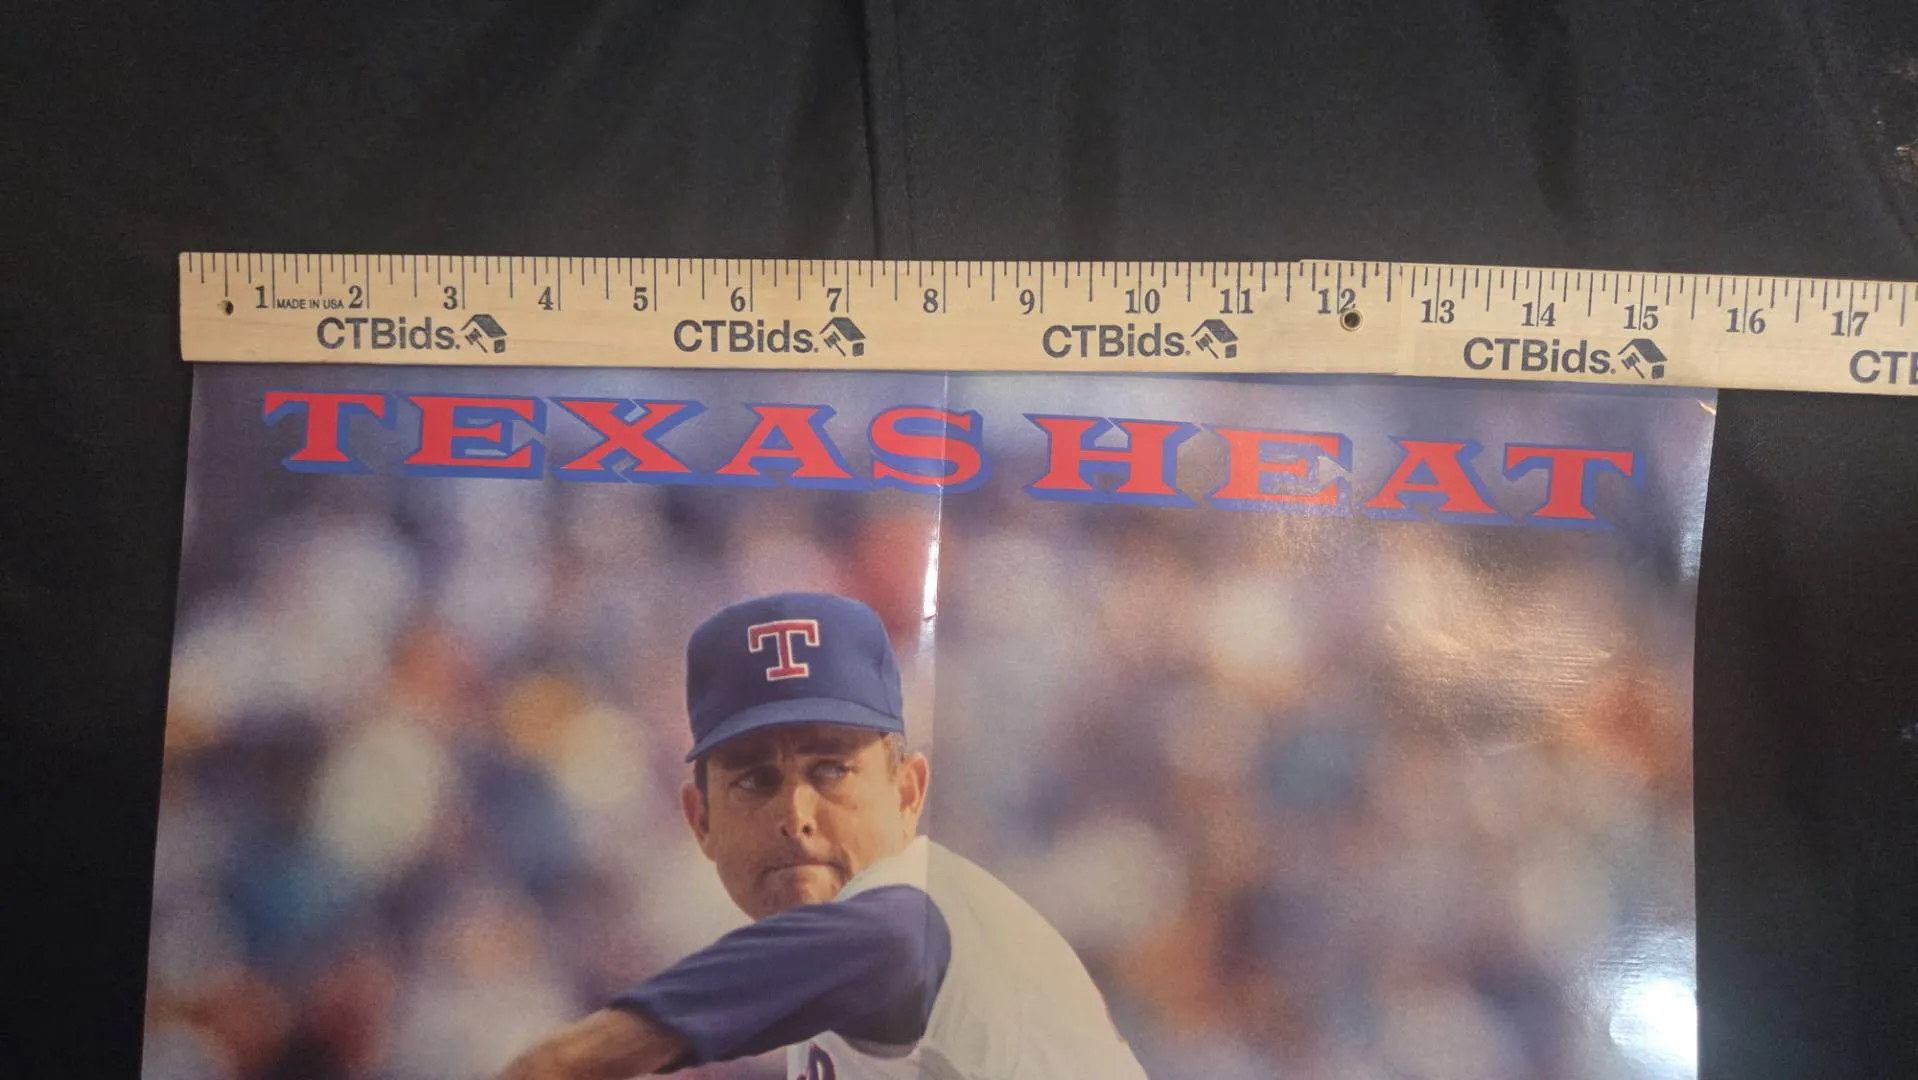 1 MADE IN USA 2 3 4 5 6 7 8 9 10 11 12 13 14 15 16 17
CTBids. CTBids. CTBids. CTBids. CTB
TEXAS HEAT
T